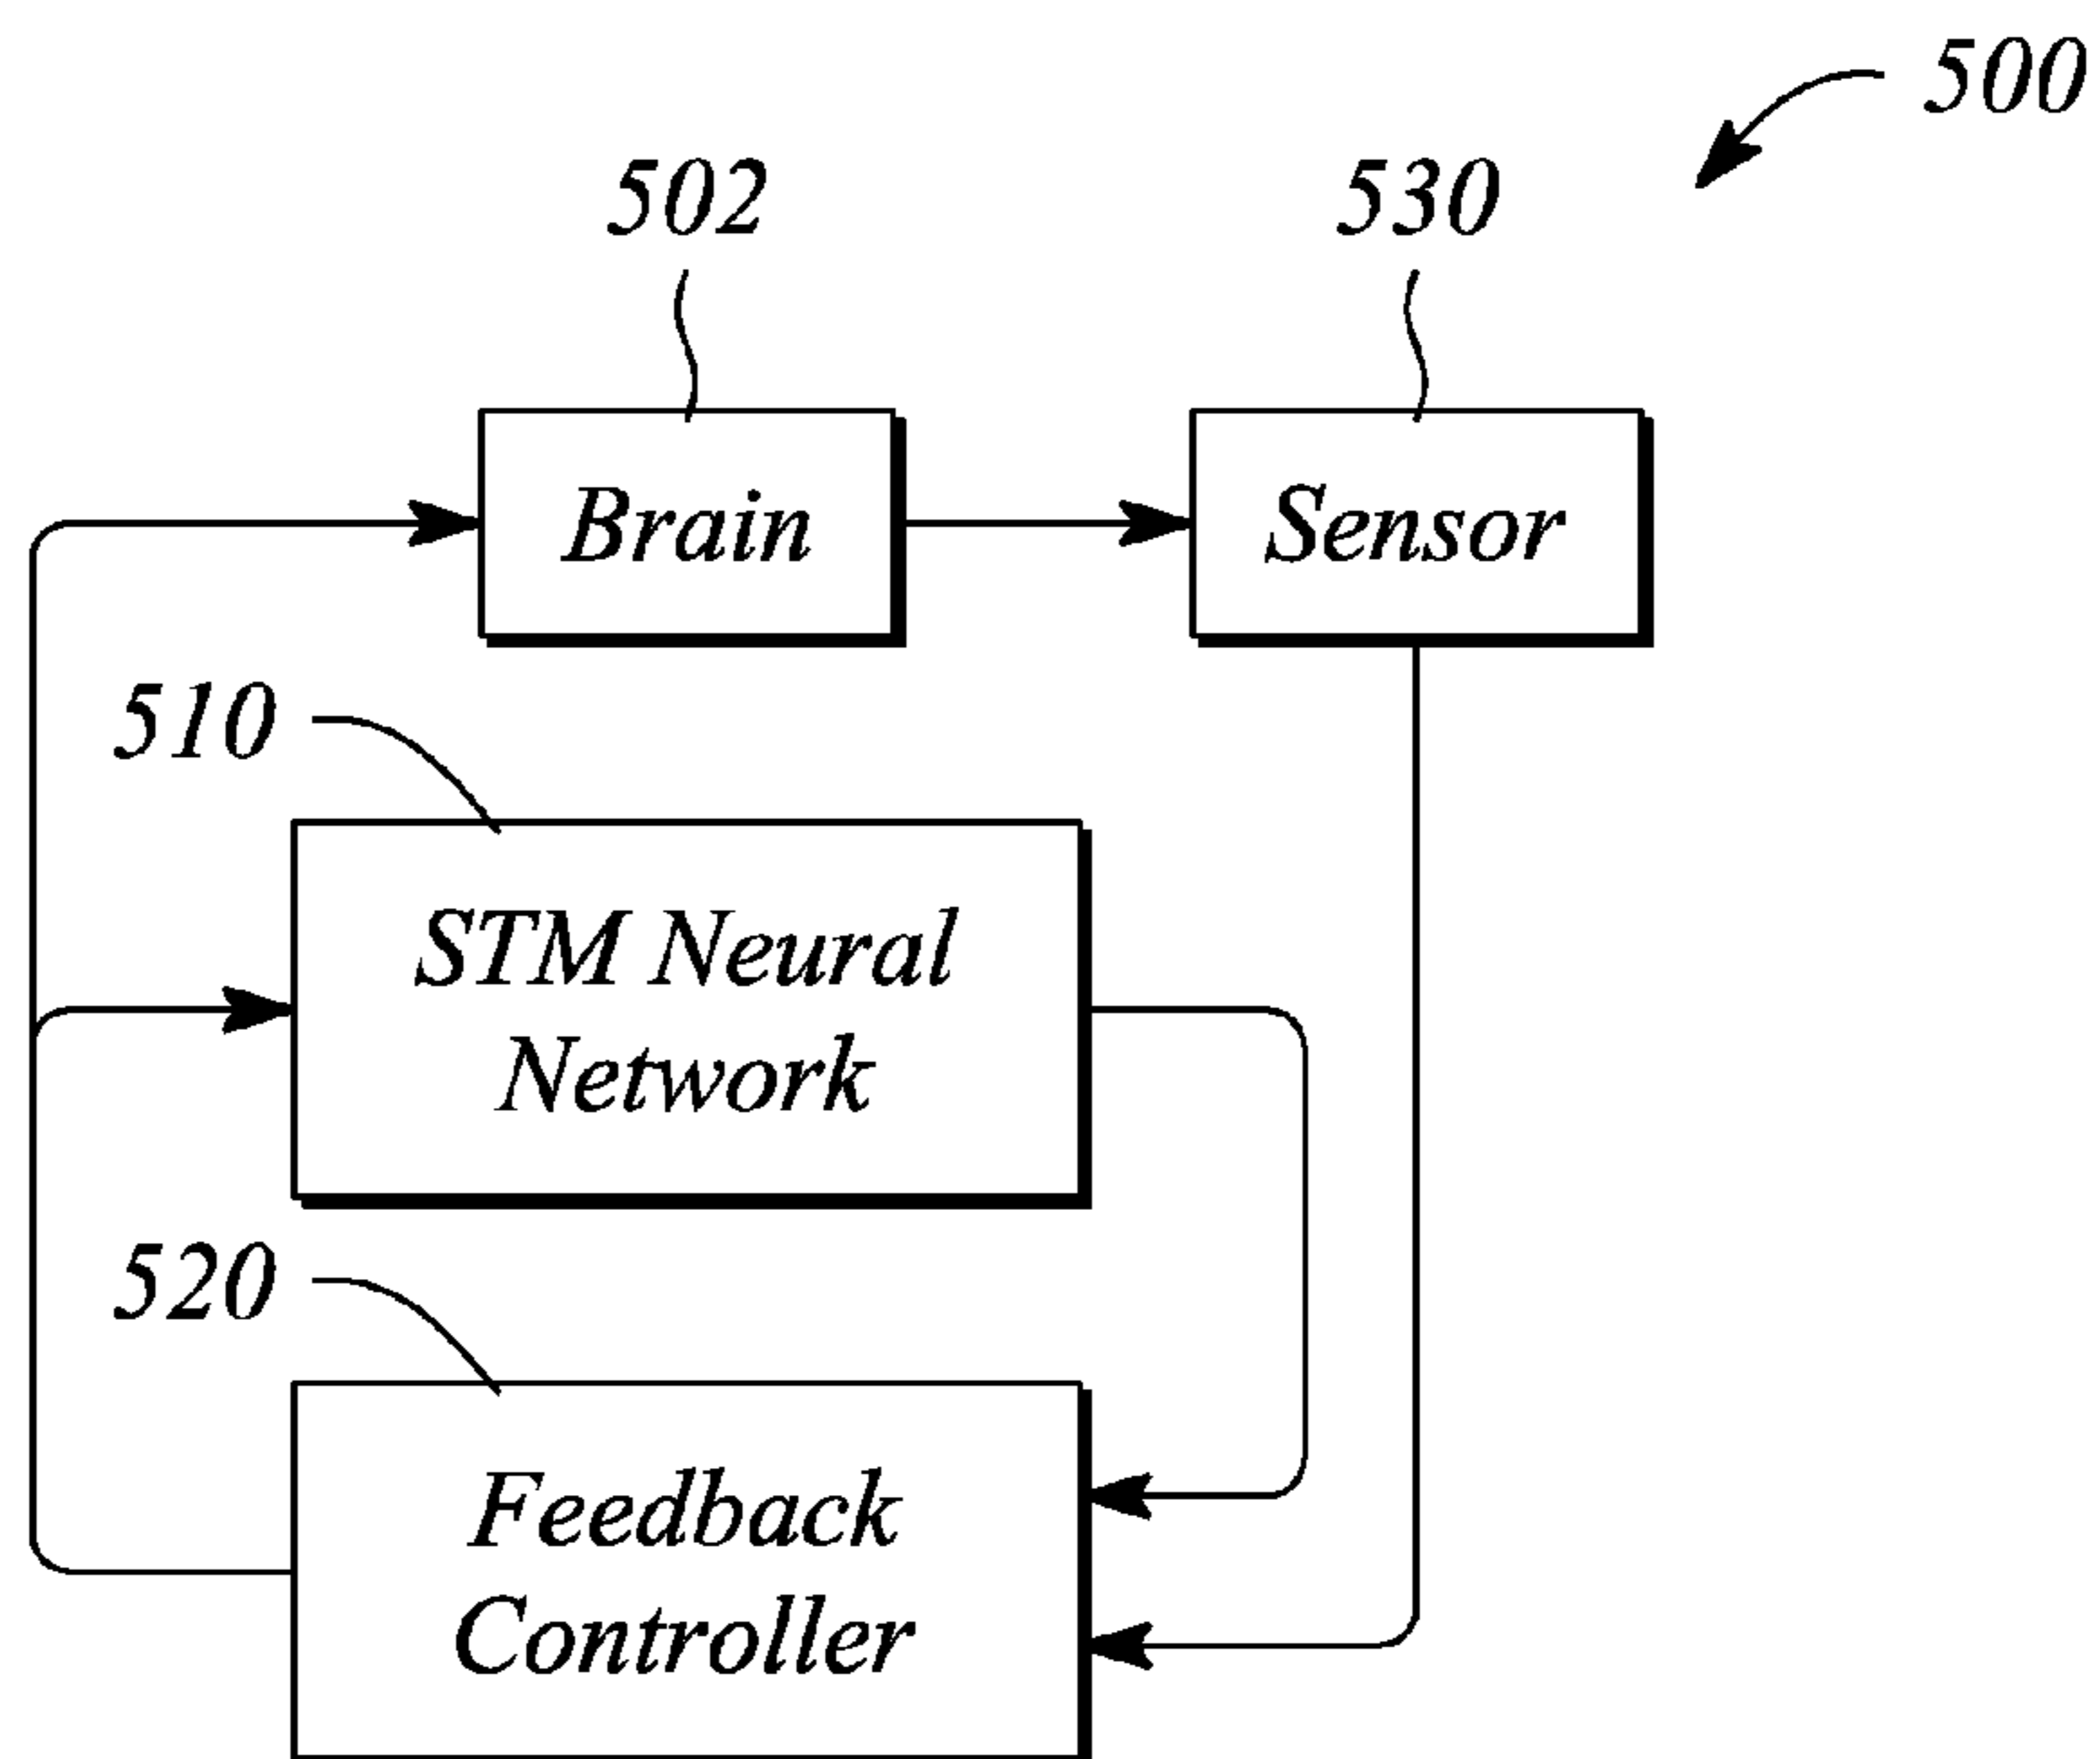 500
502
530
Brain
Sensor
510
STM Neural
Network
520
Feedback
Controller